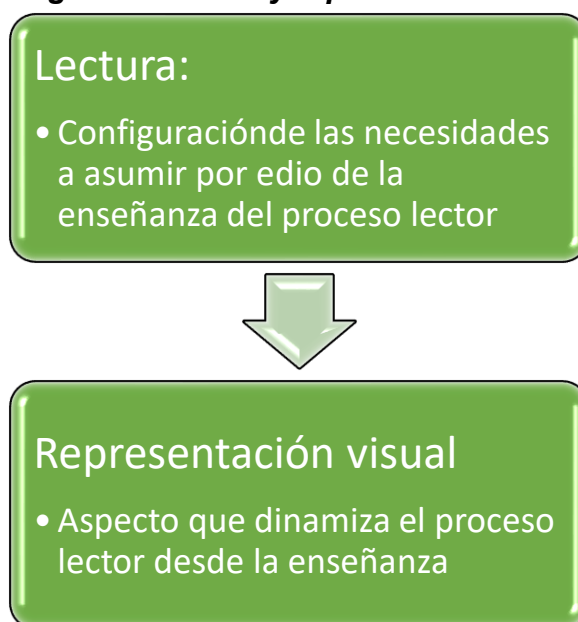 Lectura:
• Configuraciónde las necesidades
a asumir por edio de la
enseñanza del proceso lector
Representación visual
• Aspecto que dinamiza el proceso
lector desde la enseñanza